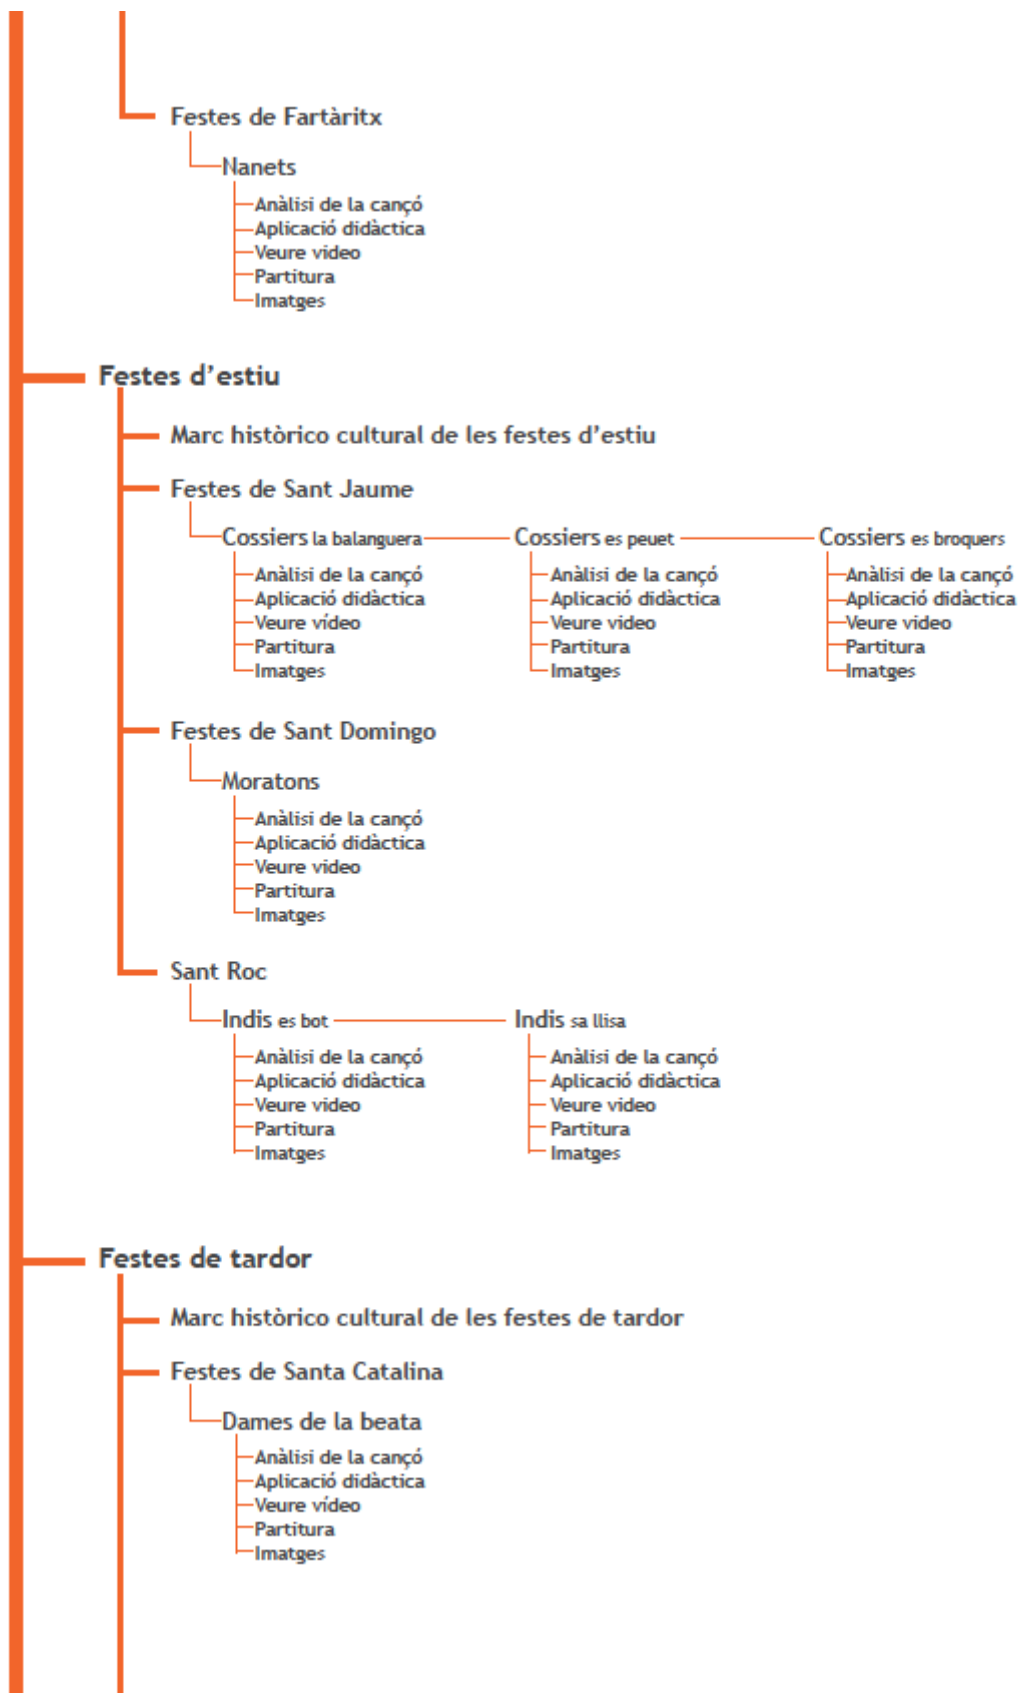 Festes de Fartàritx
Nanets
Anàlisi de la cançó
Aplicació didàctica
Veure video
Partitura
Imatges
Festes d’estiu
Marc històrico cultural de les festes d’estiu
Festes de Sant Jaume
Cossiers la balanguera Cossiers es peuet Cossiers es broquers
Anàlisi de la cançó Anàlisi de la cançó Anàlisi de la cançó
Aplicació didàctica Aplicació didàctica Aplicació didàctica
Veure vídeo Veure video Veure video
Partitura Partitura Partitura
Imatges Imatges Imatges
Festes de Sant Domingo
Moratons
Anàlisi de la cançó
Aplicació didàctica
Veure video
Partitura
Imatges
Sant Roc
Indis es bot Indis sa llisa
Anàlisi de la cançó Anàlisi de la cançó
Aplicació didàctica Aplicació didàctica
Veure video Veure video
Partitura Partitura
Imatges Imatges
Festes de tardor
Marc històrico cultural de les festes de tardor
Festes de Santa Catalina
Dames de la beata
Anàlisi de la cançó
Aplicació didàctica
Veure vídeo
Partitura
Imatges